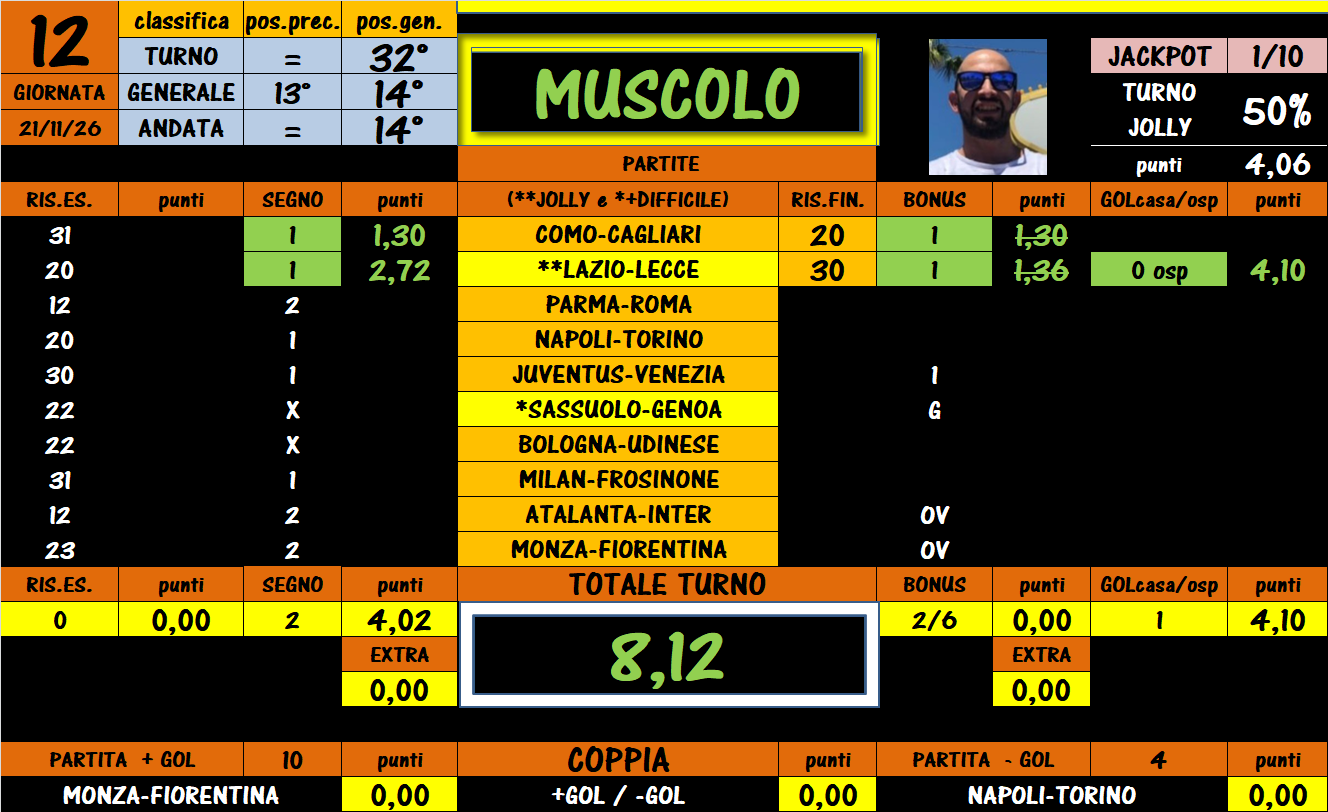 12 classifica pos.prec. pos.gen.
TURNO = 32°
GIORNATA GENERALE 13° 14°
21/11/26 ANDATA = 14°
MUSCOLO
JACKPOT 1/10
TURNO
JOLLY 50%
punti 4,06
PARTITE
RIS.ES. punti SEGNO punti (**JOLLY e *+DIFFICILE) RIS.FIN. BONUS punti GOLcasa/osp punti
31 1 1,30 COMO-CAGLIARI 20 1 1,30
20 1 2,72 **LAZIO-LECCE 30 1 1,36 0 osp 4,10
12 2 PARMA-ROMA
20 1 NAPOLI-TORINO
30 1 JUVENTUS-VENEZIA 1
22 X *SASSUOLO-GENOA G
22 X BOLOGNA-UDINESE
31 1 MILAN-FROSINONE
12 2 ATALANTA-INTER OV
23 2 MONZA-FIORENTINA OV
RIS.ES. punti SEGNO punti TOTALE TURNO BONUS punti GOLcasa/osp punti
0 0,00 2 4,02 8,12 2/6 0,00 1 4,10
EXTRA EXTRA
0,00 0,00
PARTITA + GOL 10 punti COPPIA punti PARTITA - GOL 4 punti
MONZA-FIORENTINA 0,00 +GOL / -GOL 0,00 NAPOLI-TORINO 0,00